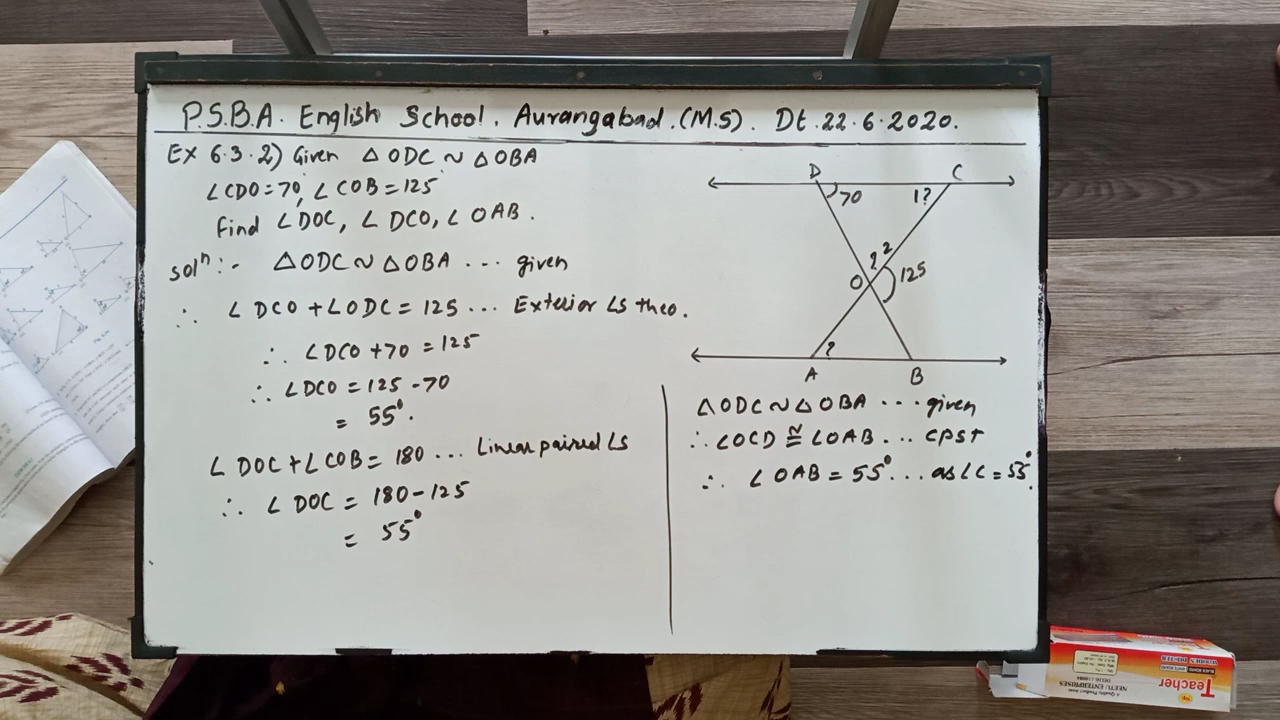 P.S.B.A. English School, Aurangabad.(M.S). Dt.22.6.2020.
Ex 6.3.2) Given △ODC ~ △OBA
∠CDO=70°, ∠COB=125°
find ∠DOC, ∠DCO, ∠OAB.
Solⁿ:- △ODC ~ △OBA ... given
∴ ∠DCO + ∠ODC = 125 ... Exterior ∠s theo.
∴ ∠DCO + 70 = 125
∴ ∠DCO = 125 - 70
= 55°.
∠DOC + ∠COB = 180 ... Linear paired ∠s
∴ ∠DOC = 180 - 125
= 55°
D C
70 1?
? 2
O 125
?
A B
△ODC ~ △OBA ... given
∴ ∠OCD ≅ ∠OAB ... CPST
∴ ∠OAB = 55° ... as ∠C = 55°.
Teacher
NEETU ENTERPRISES